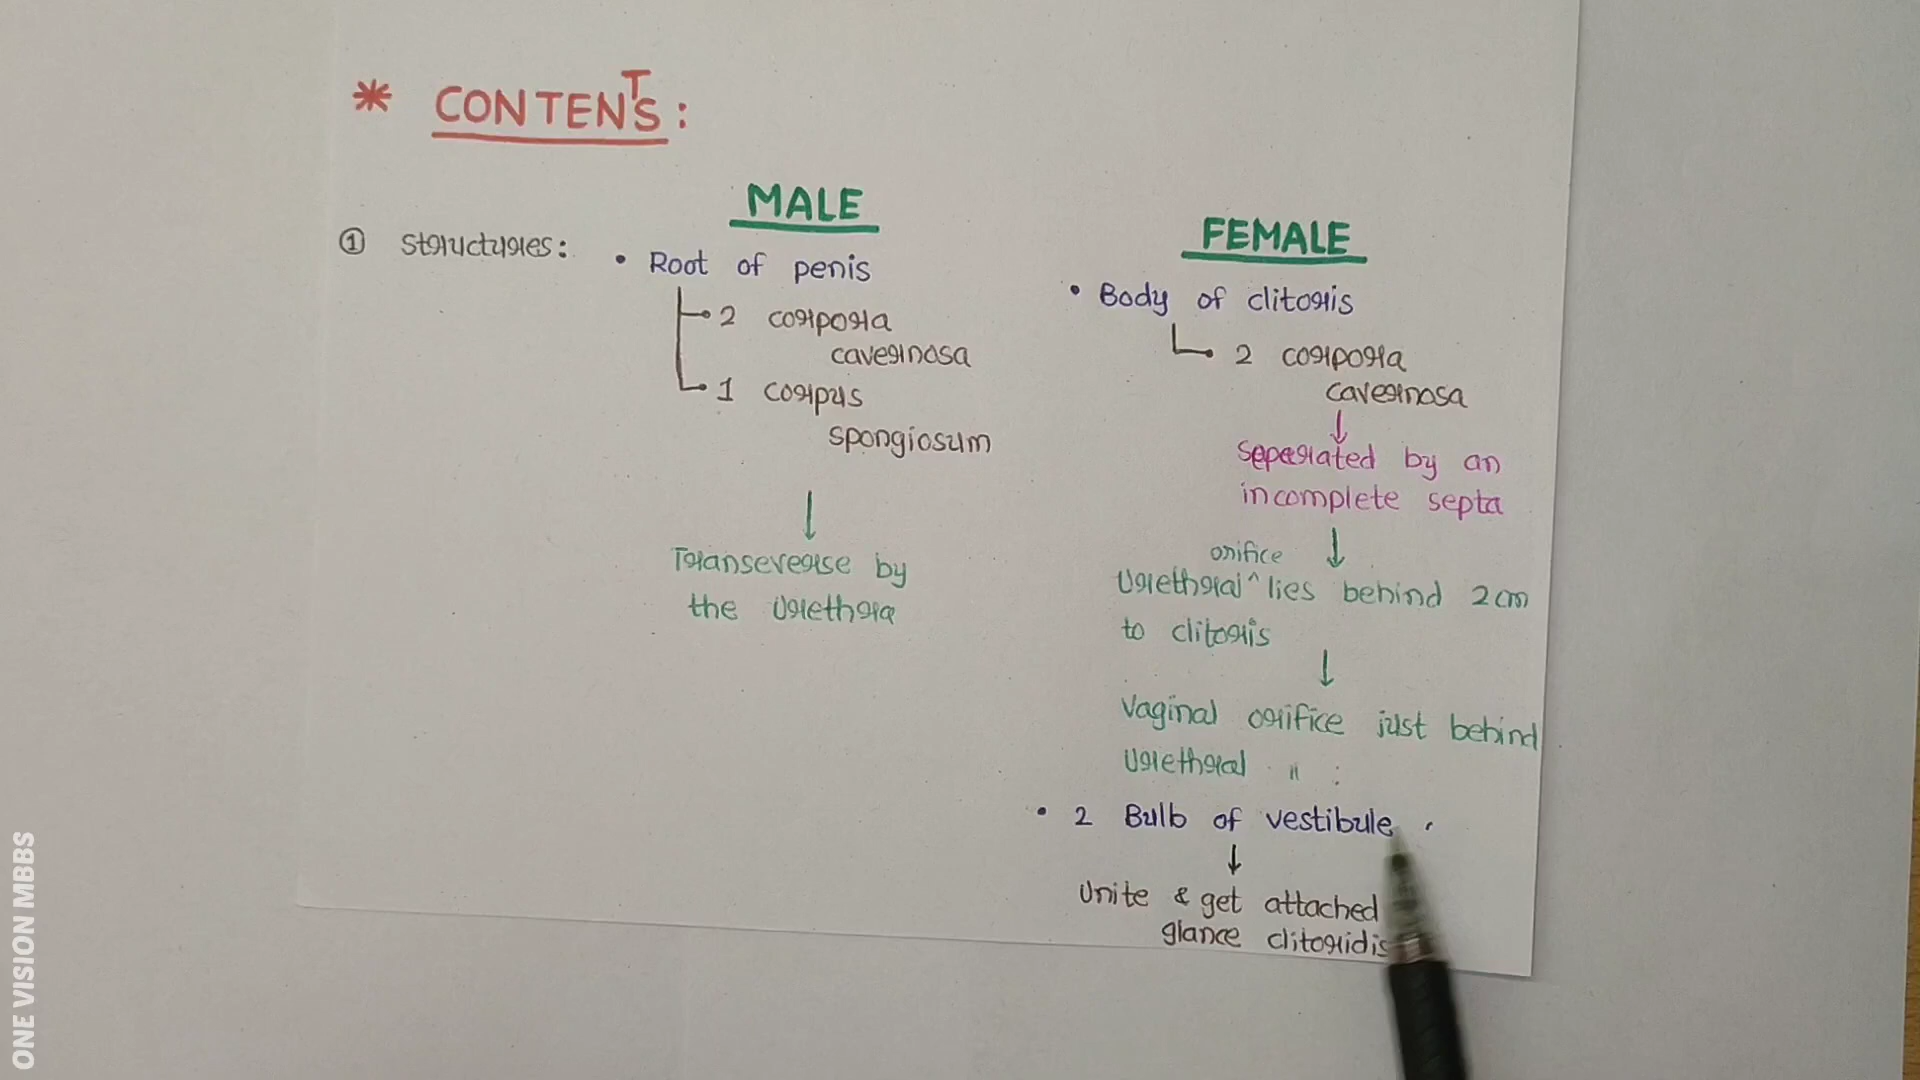 * CONTENTS:
MALE
① Structures:
• Root of penis
2 corpora
cavernosa
1 corpus
spongiosum
↓
Transeverse by
the Urethra
FEMALE
• Body of clitoris
2 corpora
cavernosa
↓
Seperated by an
incomplete septa
↓
orifice
Urethral ^ lies behind 2cm
to clitoris
↓
Vaginal orifice just behind
Urethral "
• 2 Bulb of vestibule
↓
Unite & get attached
glance clitoridis
ONE VISION MBBS